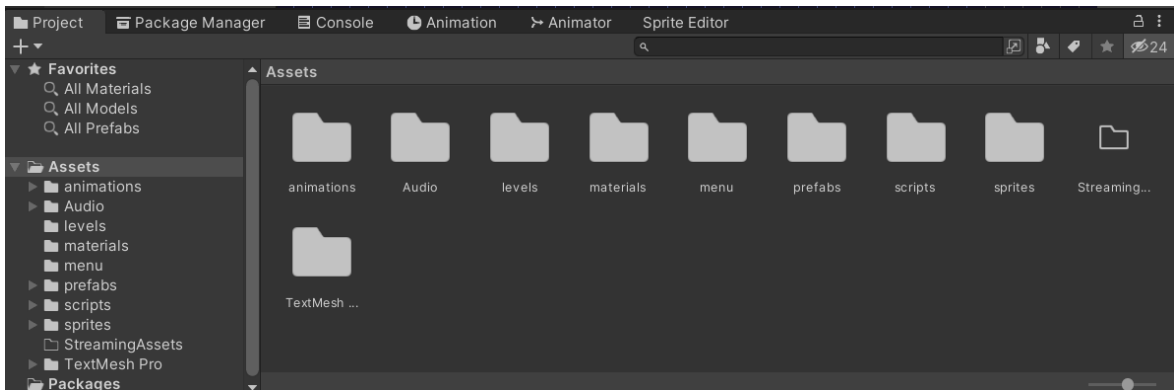 Project Package Manager Console Animation Animator Sprite Editor
24
Favorites
All Materials
All Models
All Prefabs
Assets
animations
Audio
levels
materials
menu
prefabs
scripts
sprites
StreamingAssets
TextMesh Pro
Packages
Assets
animations Audio levels materials menu prefabs scripts sprites Streaming...
TextMesh ...